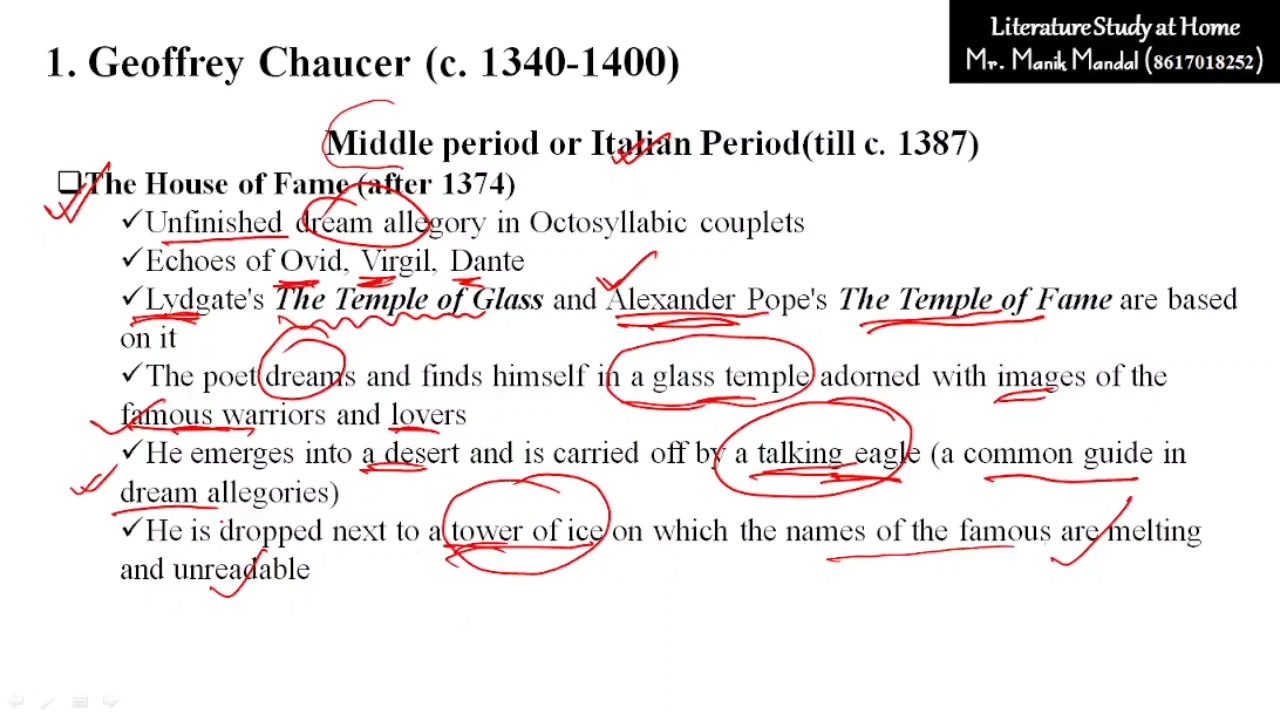 Literature Study at Home
Mr. Manik Mandal (8617018252)
1. Geoffrey Chaucer (c. 1340-1400)
Middle period or Italian Period(till c. 1387)
❑The House of Fame (after 1374)
✓Unfinished dream allegory in Octosyllabic couplets
✓Echoes of Ovid, Virgil, Dante
✓Lydgate's The Temple of Glass and Alexander Pope's The Temple of Fame are based
on it
✓The poet dreams and finds himself in a glass temple adorned with images of the
famous warriors and lovers
✓He emerges into a desert and is carried off by a talking eagle (a common guide in
dream allegories)
✓He is dropped next to a tower of ice on which the names of the famous are melting
and unreadable